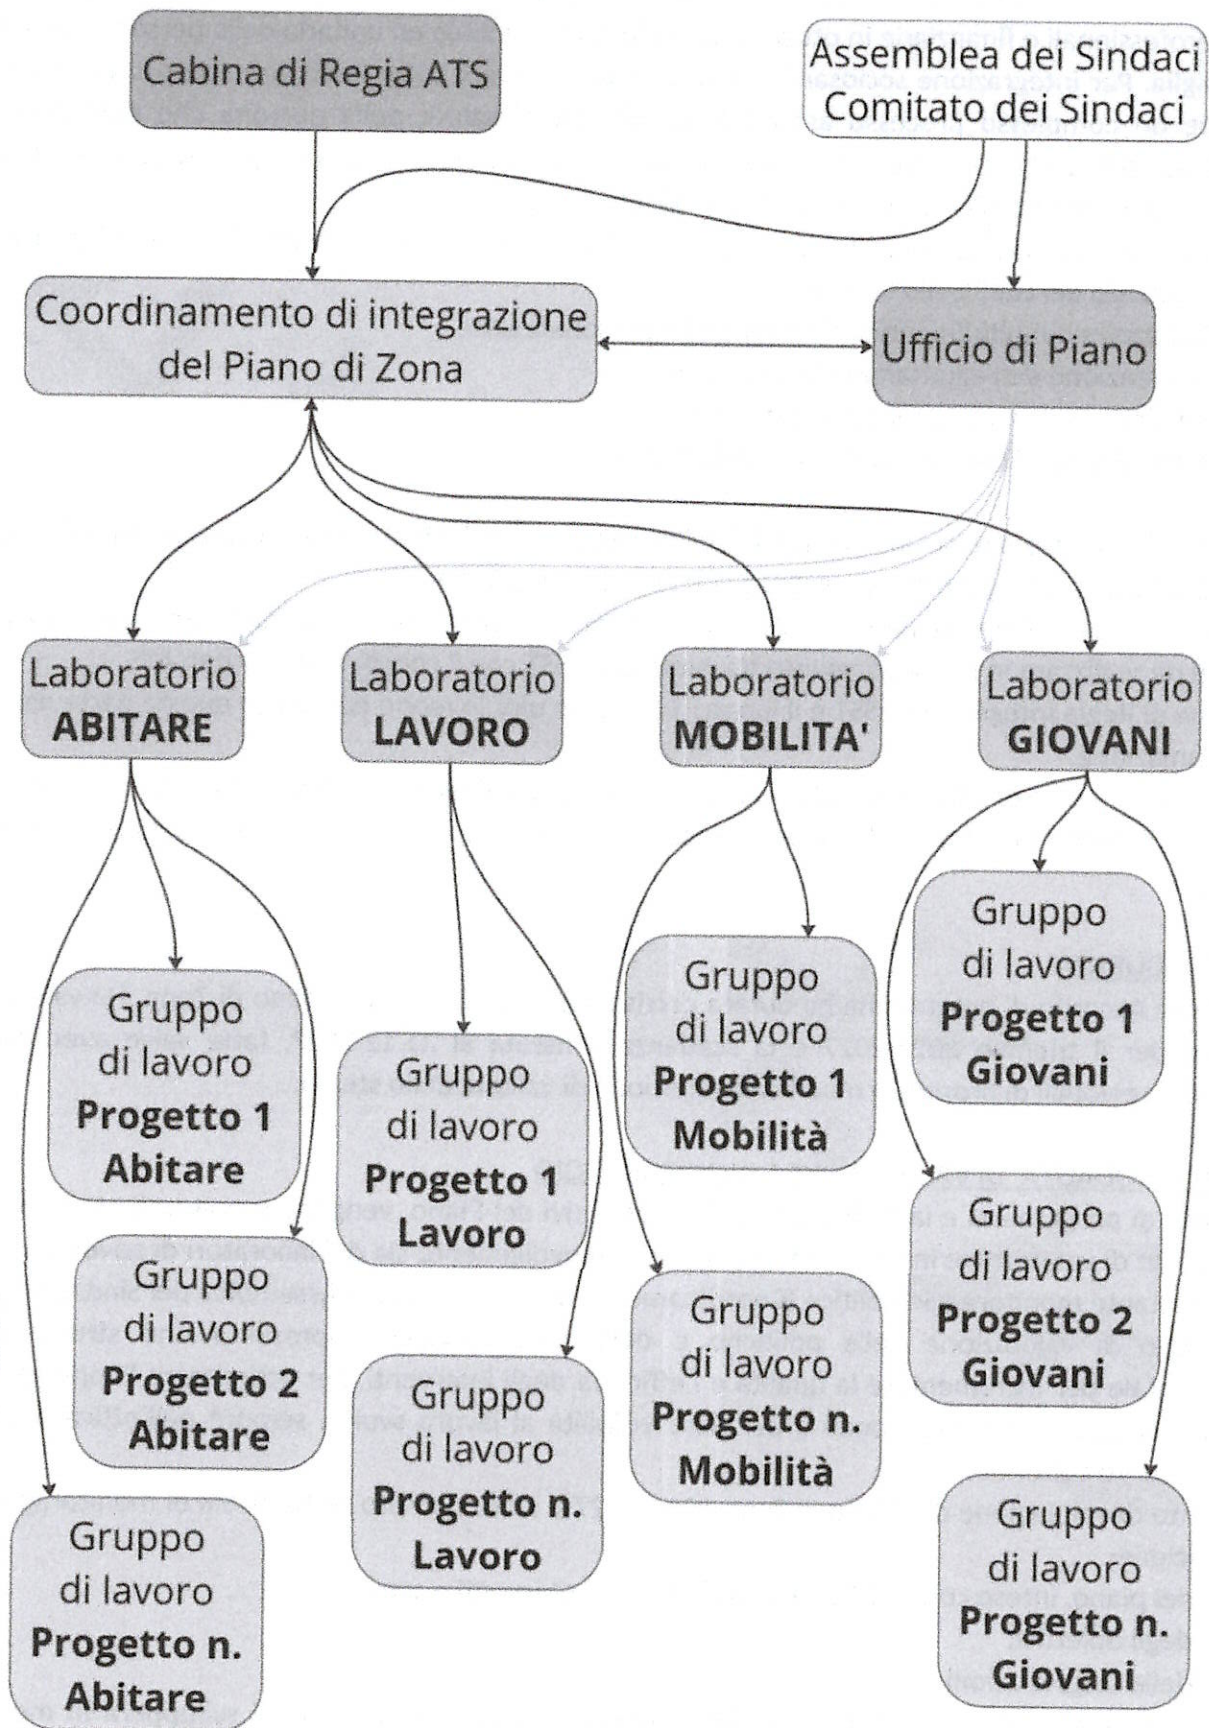 Cabina di Regia ATS
Assemblea dei Sindaci
Comitato dei Sindaci
Coordinamento di integrazione
del Piano di Zona
Ufficio di Piano
Laboratorio
ABITARE
Laboratorio
LAVORO
Laboratorio
MOBILITA'
Laboratorio
GIOVANI
Gruppo
di lavoro
Progetto 1
Abitare
Gruppo
di lavoro
Progetto 2
Abitare
Gruppo
di lavoro
Progetto n.
Abitare
Gruppo
di lavoro
Progetto 1
Lavoro
Gruppo
di lavoro
Progetto n.
Lavoro
Gruppo
di lavoro
Progetto 1
Mobilità
Gruppo
di lavoro
Progetto n.
Mobilità
Gruppo
di lavoro
Progetto 1
Giovani
Gruppo
di lavoro
Progetto 2
Giovani
Gruppo
di lavoro
Progetto n.
Giovani